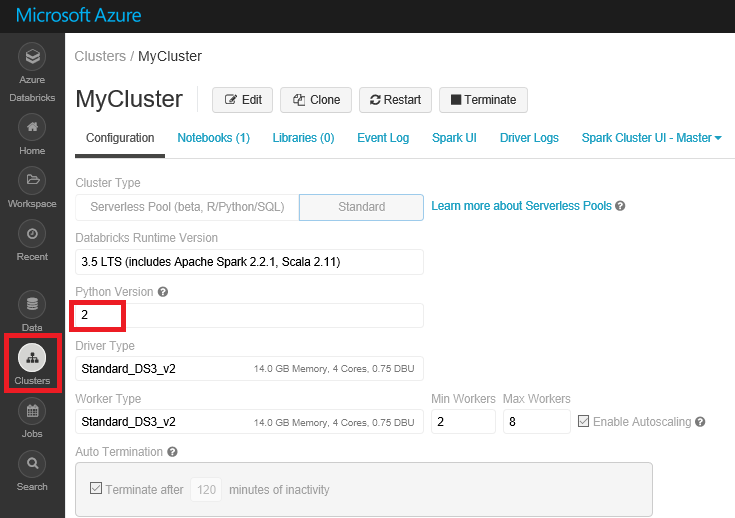 Microsoft Azure
Azure
Databricks
Home
Workspace
Recent
Data
Clusters
Jobs
Search
Clusters / MyCluster
MyCluster
Edit Clone Restart Terminate
Configuration Notebooks (1) Libraries (0) Event Log Spark UI Driver Logs Spark Cluster UI - Master
Cluster Type
Serverless Pool (beta, R/Python/SQL) Standard Learn more about Serverless Pools ?
Databricks Runtime Version
3.5 LTS (includes Apache Spark 2.2.1, Scala 2.11)
Python Version ?
2
Driver Type
Standard_DS3_v2 14.0 GB Memory, 4 Cores, 0.75 DBU
Worker Type Min Workers Max Workers
Standard_DS3_v2 14.0 GB Memory, 4 Cores, 0.75 DBU 2 8 Enable Autoscaling ?
Auto Termination ?
Terminate after 120 minutes of inactivity